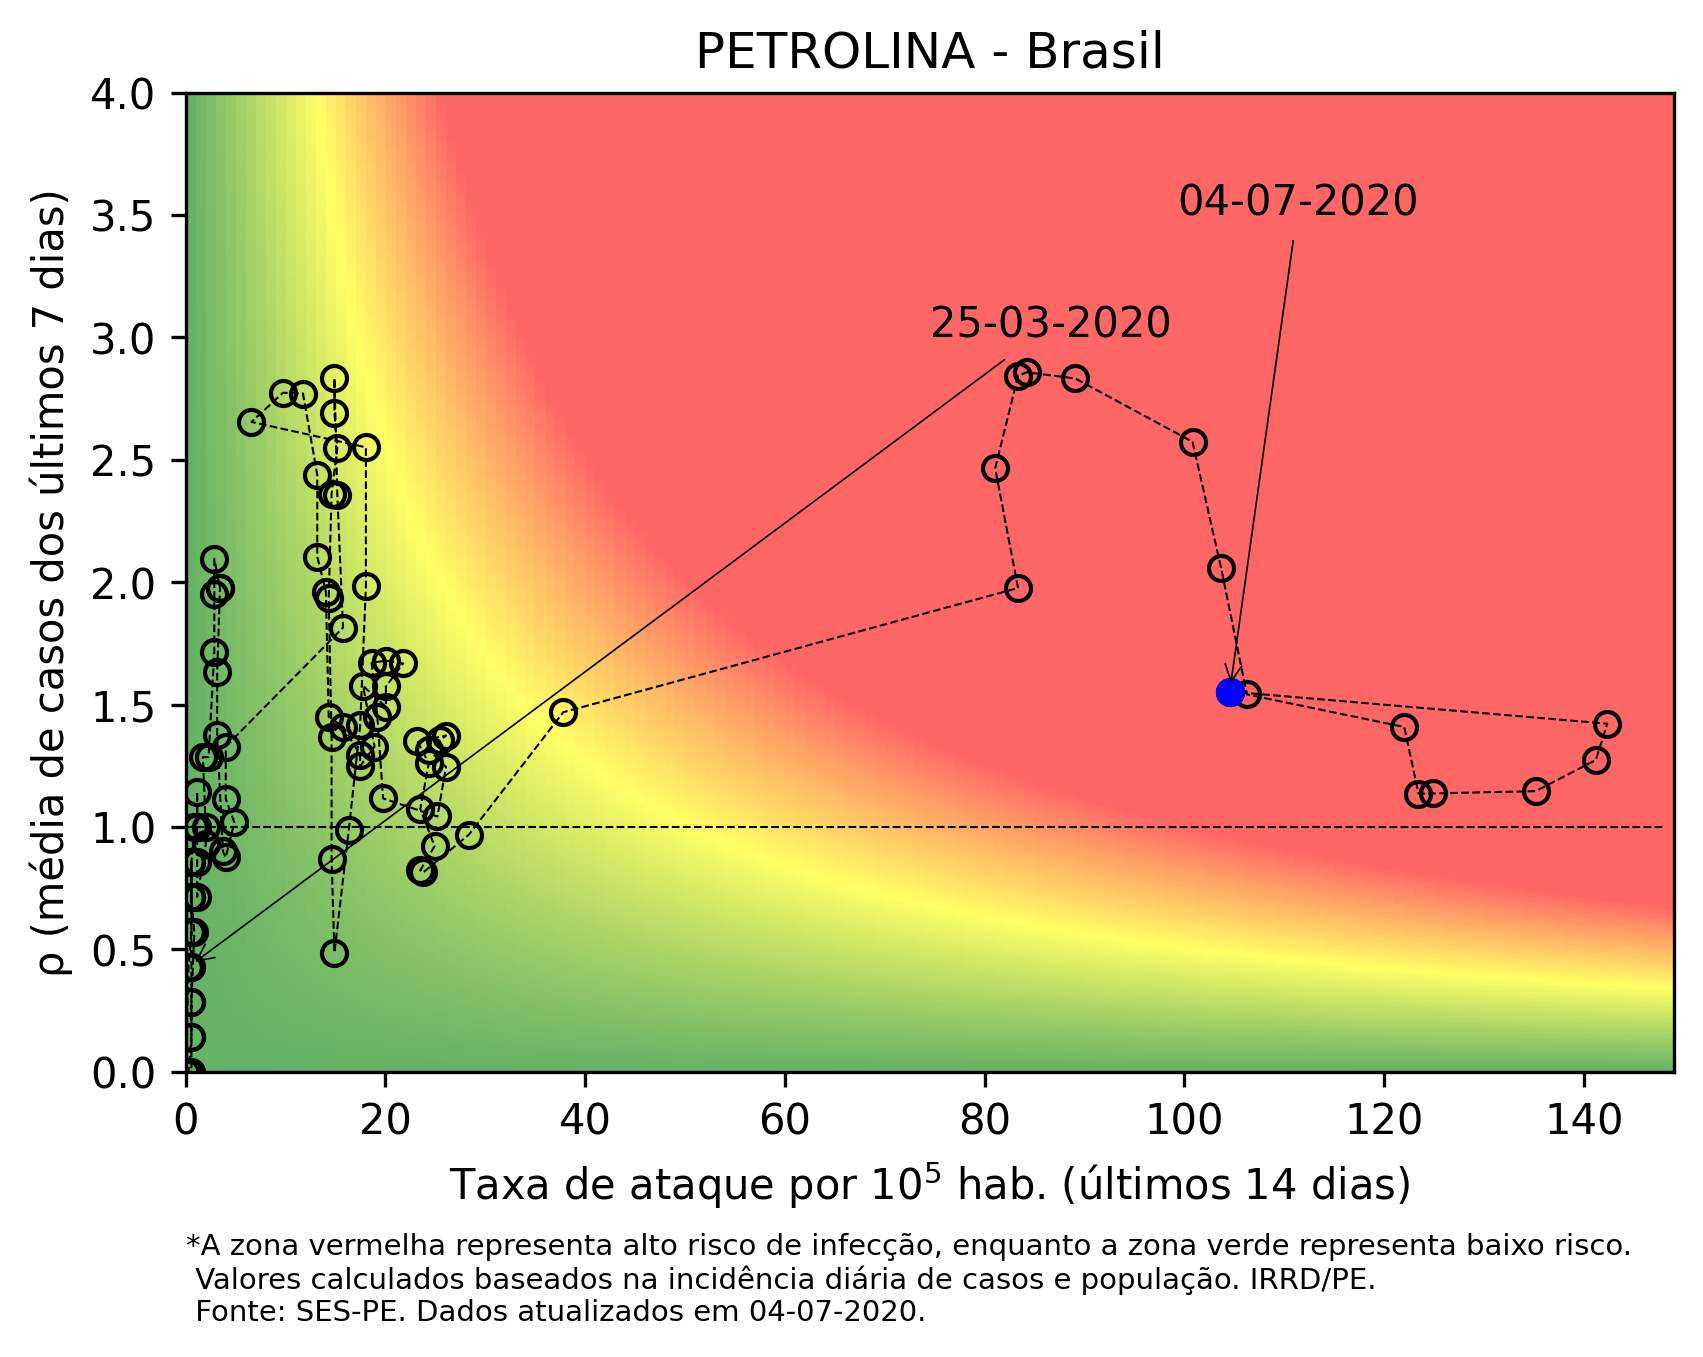 PETROLINA - Brasil
4.0
3.5
3.0
2.5
2.0
1.5
1.0
0.5
0.0
ρ (média de casos dos últimos 7 dias)
04-07-2020
25-03-2020
0 20 40 60 80 100 120 140
Taxa de ataque por 10⁵ hab. (últimos 14 dias)
*A zona vermelha representa alto risco de infecção, enquanto a zona verde representa baixo risco.
Valores calculados baseados na incidência diária de casos e população. IRRD/PE.
Fonte: SES-PE. Dados atualizados em 04-07-2020.